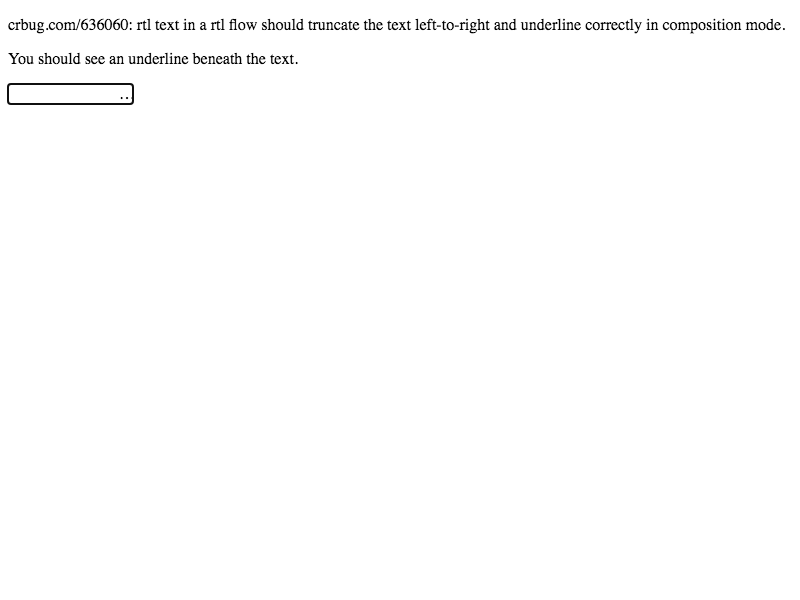 crbug.com/636060: rtl text in a rtl flow should truncate the text left-to-right and underline correctly in composition mode.
You should see an underline beneath the text.
..